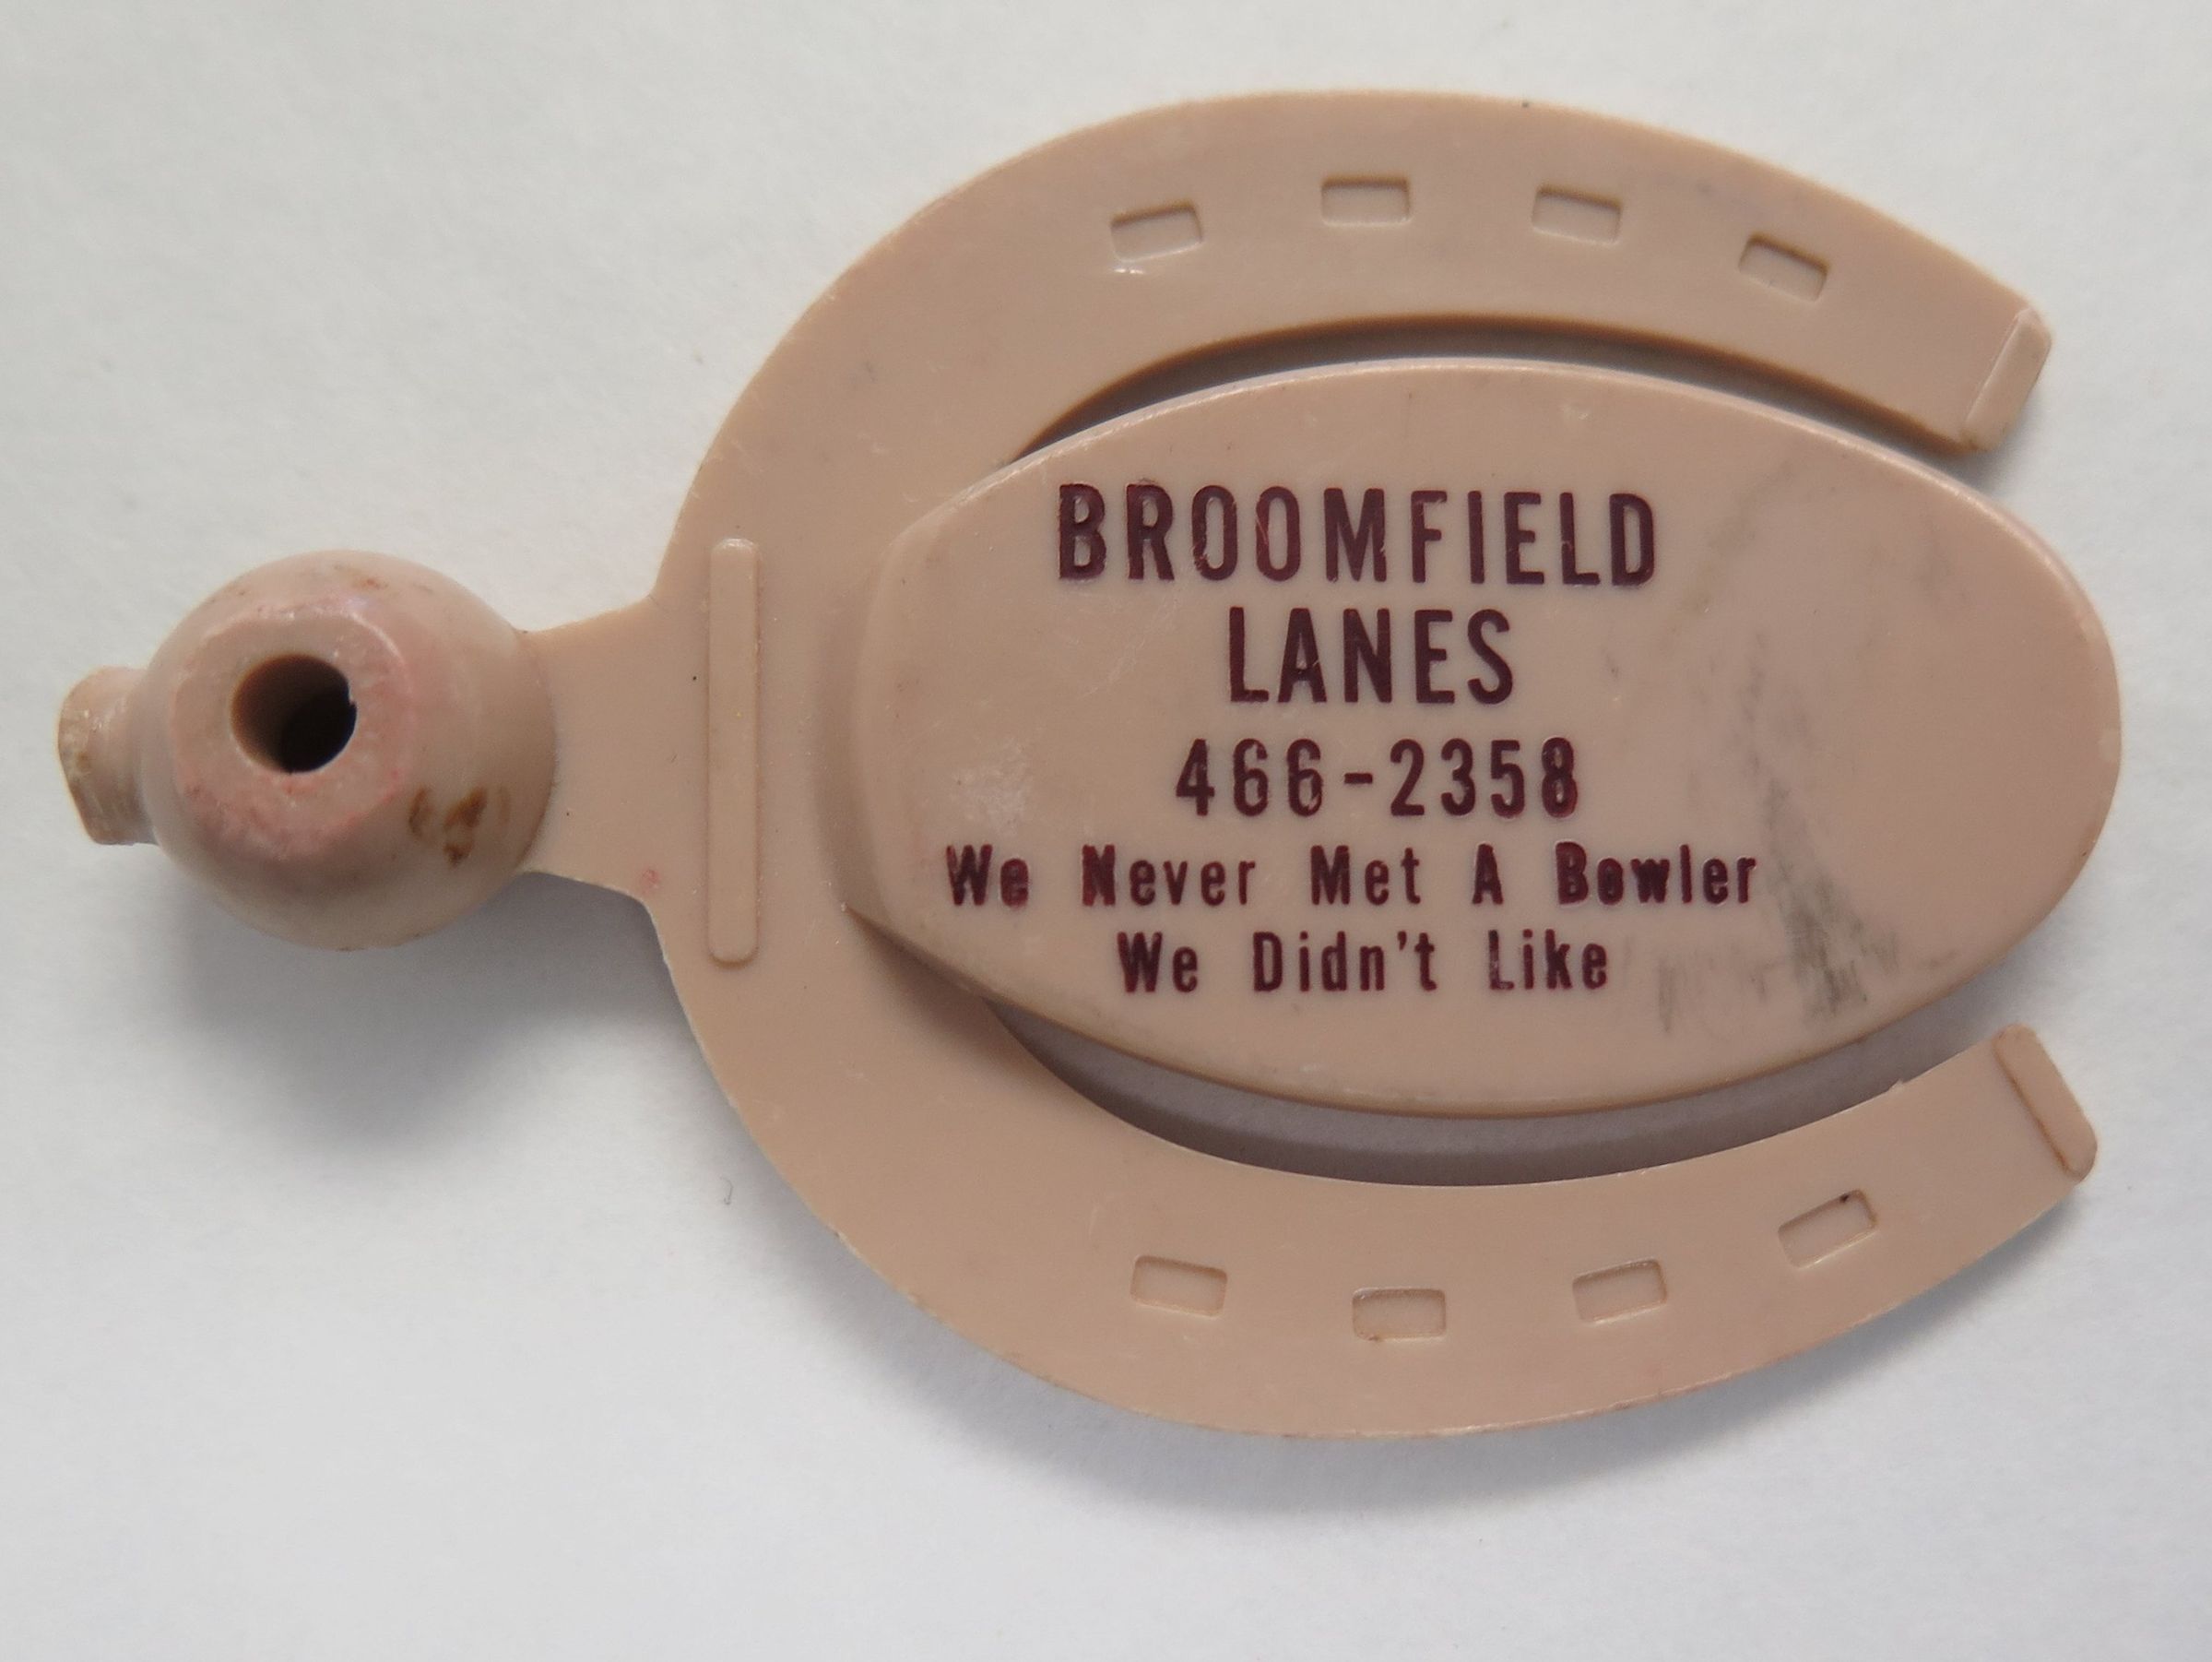 BROOMFIELD
LANES
466-2358
We Never Met A Bowler
We Didn't Like